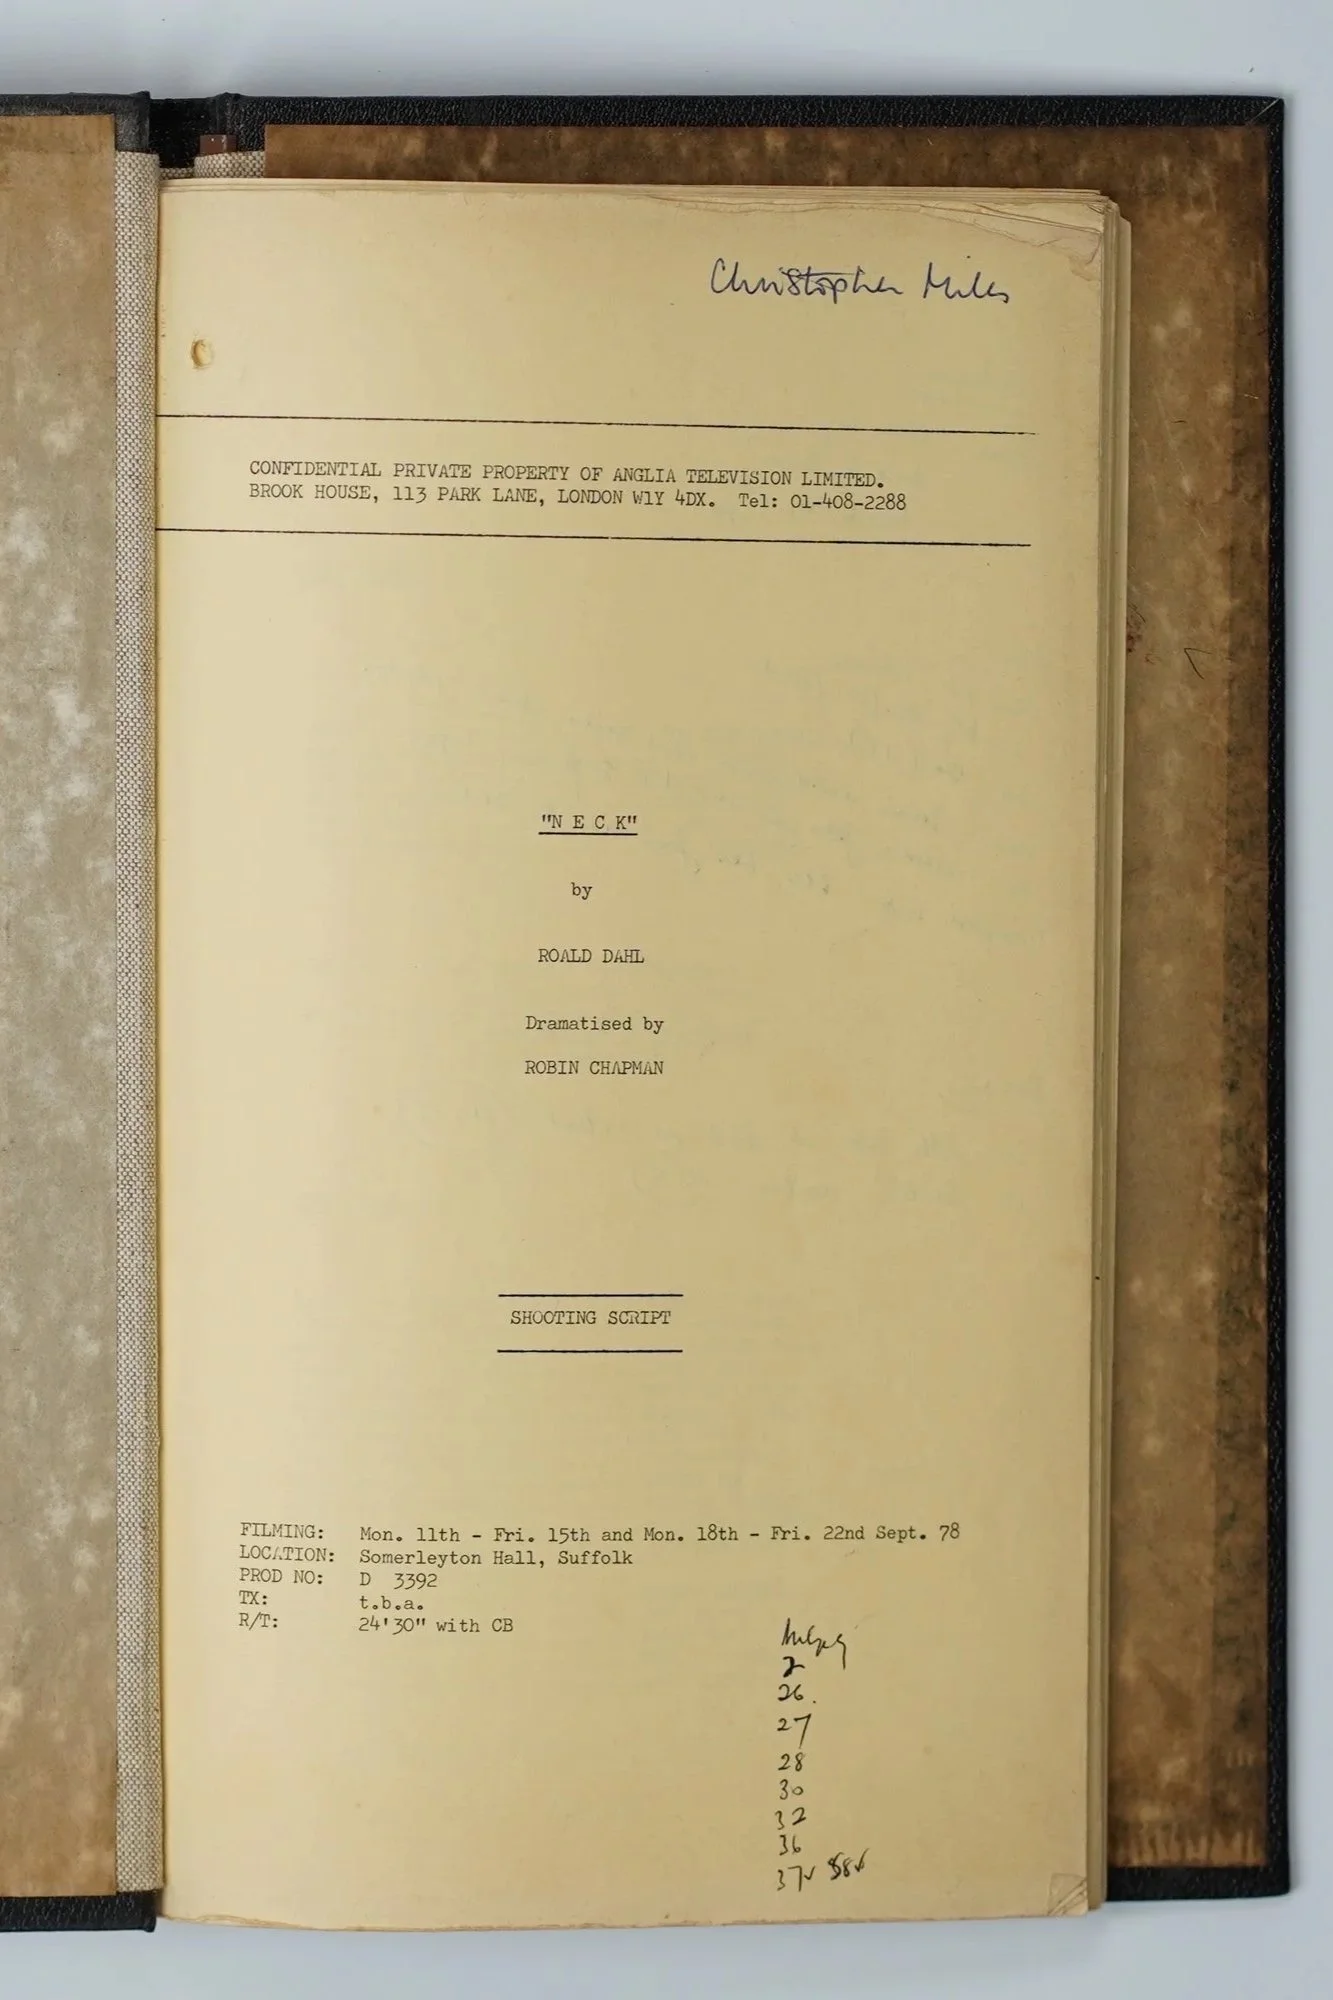 Christopher Miles
CONFIDENTIAL PRIVATE PROPERTY OF ANGLIA TELEVISION LIMITED.
BROOK HOUSE, 113 PARK LANE, LONDON W1Y 4DX. Tel: 01-408-2288
"N E C K"
by
ROALD DAHL
Dramatised by
ROBIN CHAPMAN
SHOOTING SCRIPT
FILMING: Mon. 11th - Fri. 15th and Mon. 18th - Fri. 22nd Sept. 78
LOCATION: Somerleyton Hall, Suffolk
PROD NO: D 3392
TX: t.b.a.
R/T: 24'30" with CB
2
26
27
28
30
32
36
37✓